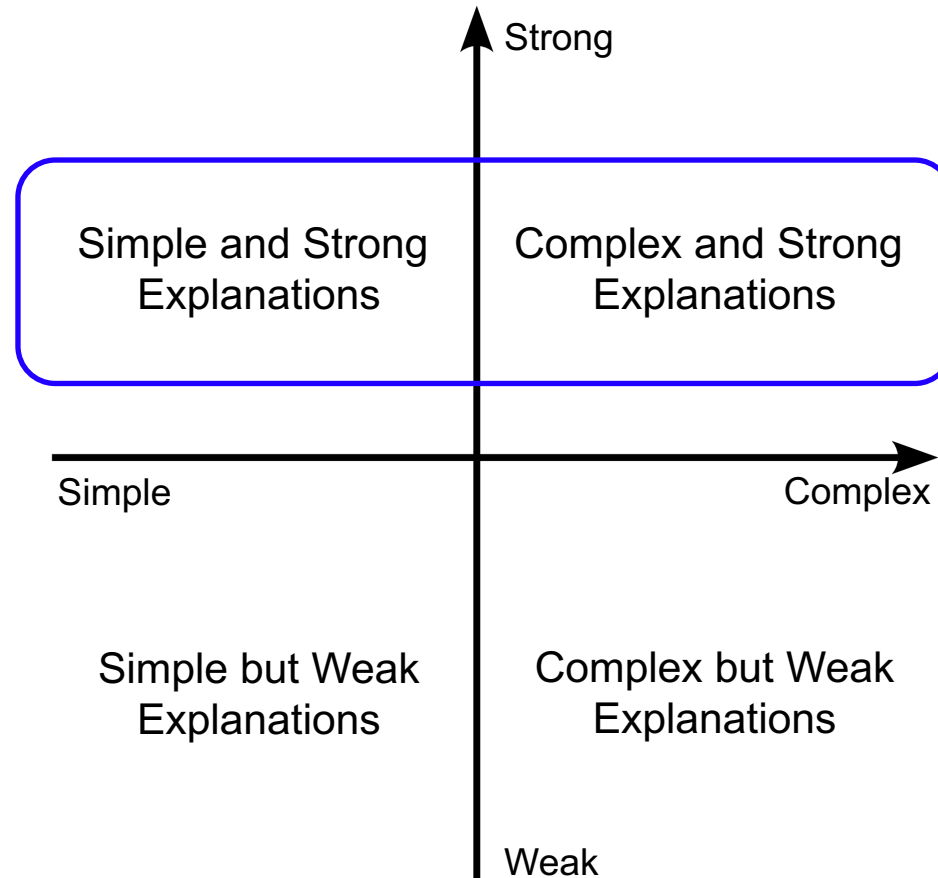 Strong
Simple and Strong
Explanations
Complex and Strong
Explanations
Simple
Complex
Simple but Weak
Explanations
Complex but Weak
Explanations
Weak